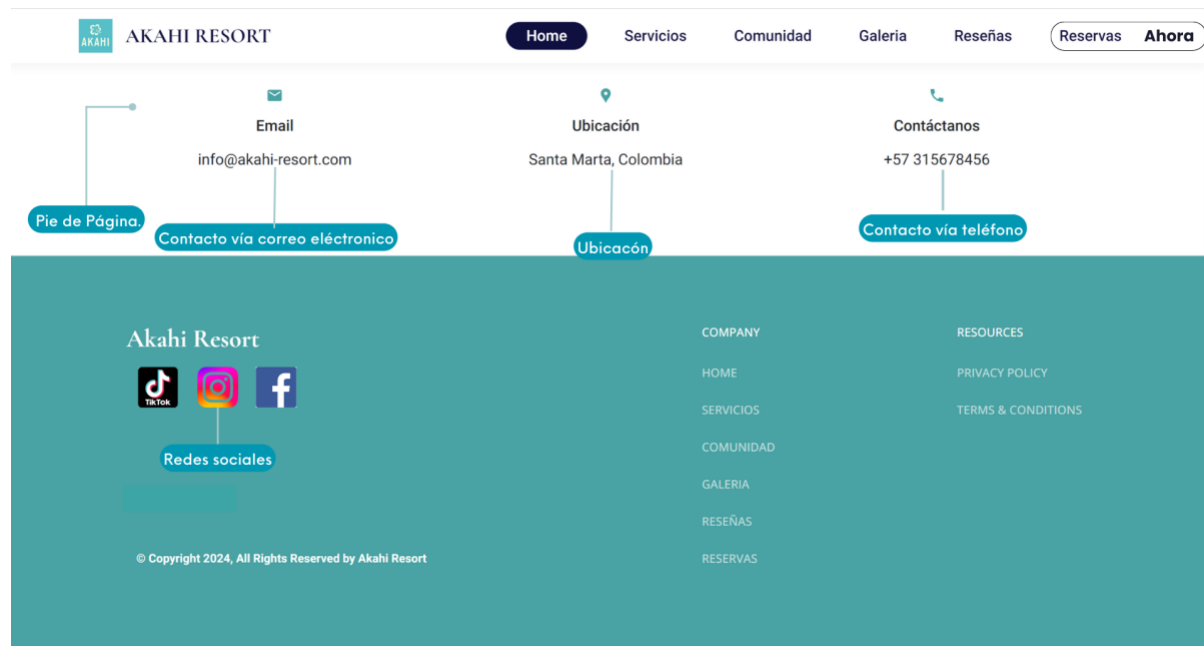 AKAHI
AKAHI RESORT
Home
Servicios
Comunidad
Galeria
Reseñas
Reservas Ahora
Email
Ubicación
Contáctanos
info@akahi-resort.com
Santa Marta, Colombia
+57 315678456
Pie de Página.
Contacto vía correo eléctronico
Ubicacón
Contacto vía teléfono
Akahi Resort
TikTok
Redes sociales
© Copyright 2024, All Rights Reserved by Akahi Resort
COMPANY
HOME
SERVICIOS
COMUNIDAD
GALERIA
RESEÑAS
RESERVAS
RESOURCES
PRIVACY POLICY
TERMS & CONDITIONS